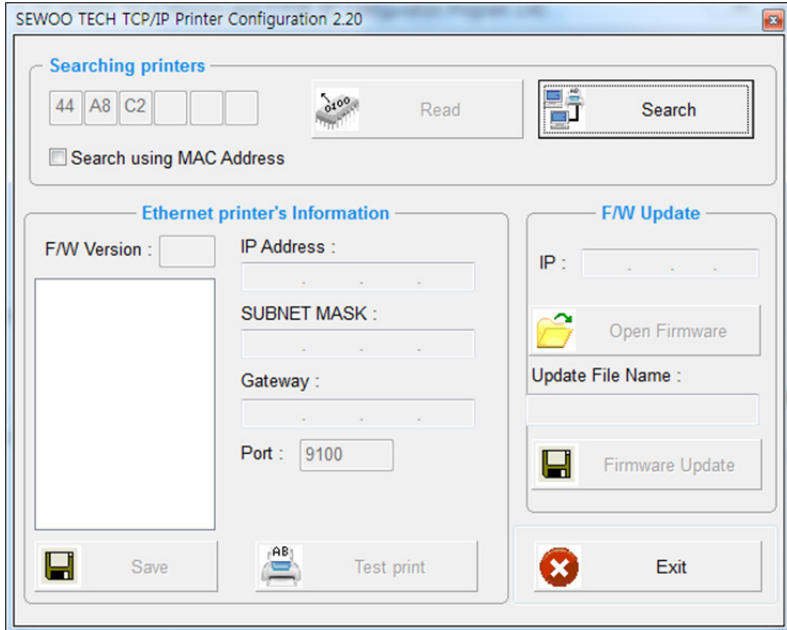 SEWOO TECH TCP/IP Printer Configuration 2.20
Searching printers
44 A8 C2
0100
Read
Search
Search using MAC Address
Ethernet printer's Information
F/W Version :
IP Address :
. . .
SUBNET MASK :
. . .
Gateway :
. . .
Port : 9100
Save
AB
Test print
F/W Update
IP : . . .
Open Firmware
Update File Name :
Firmware Update
Exit